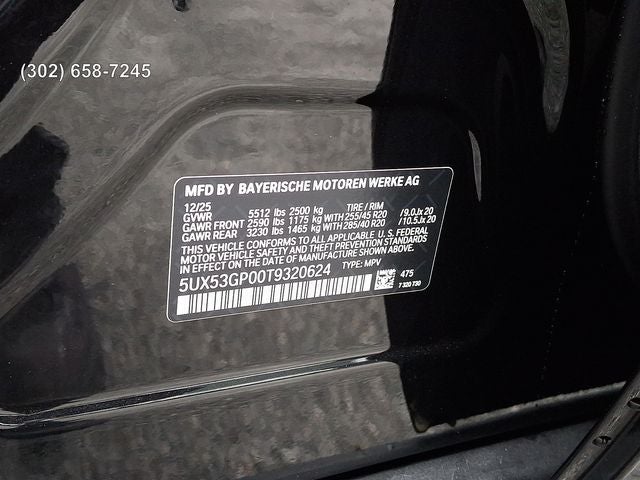 (302) 658-7245
MFD BY BAYERISCHE MOTOREN WERKE AG
12/25 TIRE / RIM
GVWR 5512 lbs 2500 kg
GAWR FRONT 2590 lbs 1175 kg WITH 255/45 R20 /9.0Jx 20
GAWR REAR 3230 lbs 1465 kg WITH 285/40 R20 /10.5Jx 20
THIS VEHICLE CONFORMS TO ALL APPLICABLE U.S. FEDERAL
MOTOR VEHICLE SAFETY AND THEFT PREVENTION STANDARDS
IN EFFECT ON THE DATE OF MANUFACTURE SHOWN ABOVE.
5UX53GP00T9320624 TYPE: MPV
475
7 320 730